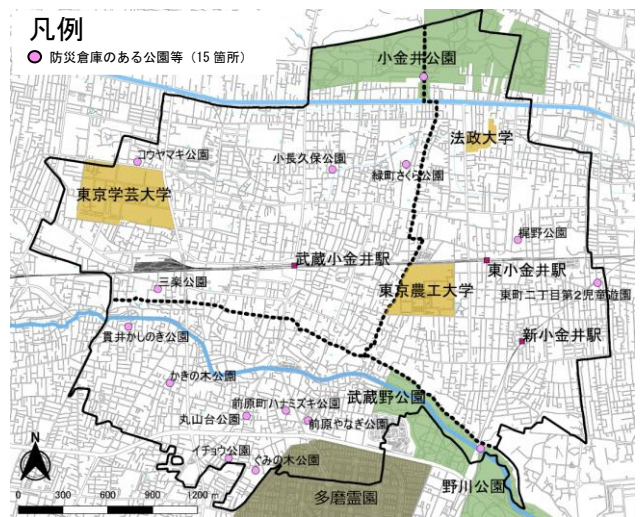 凡例
防災倉庫のある公園等（15箇所）
小金井公園
法政大学
コウヤマキ公園
小長久保公園
緑町さくら公園
東京学芸大学
梶野公園
武蔵小金井駅
東小金井駅
三楽公園
東京農工大学
東町二丁目第2児童遊園
貫井かしのき公園
新小金井駅
かきの木公園
武蔵野公園
前原町ハナミズキ公園
丸山台公園
前原やなぎ公園
イチョウ公園
ぐみの木公園
野川公園
多磨霊園
N
0 300 600 900 1200 m